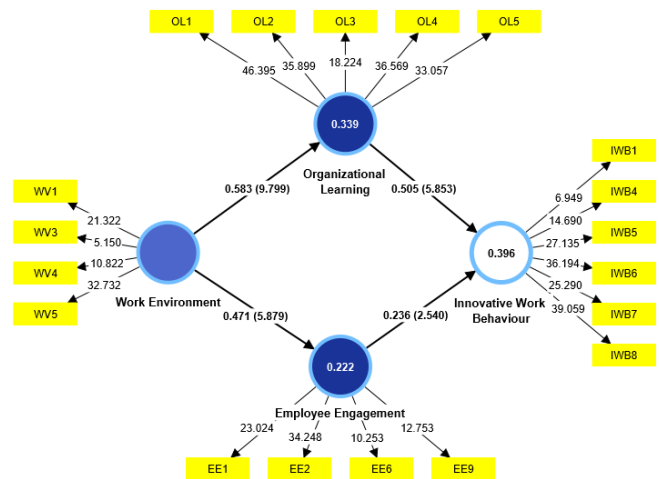 OL1
OL2
OL3
OL4
OL5
46.395
35.899
18.224
36.569
33.057
0.339
Organizational
Learning
0.583 (9.799)
0.505 (5.853)
WV1
WV3
WV4
WV5
21.322
5.150
10.822
32.732
Work Environment
IWB1
IWB4
IWB5
IWB6
IWB7
IWB8
6.949
14.690
27.135
36.194
25.290
39.059
0.396
Innovative Work
Behaviour
0.471 (5.879)
0.236 (2.540)
0.222
Employee Engagement
23.024
34.248
10.253
12.753
EE1
EE2
EE6
EE9